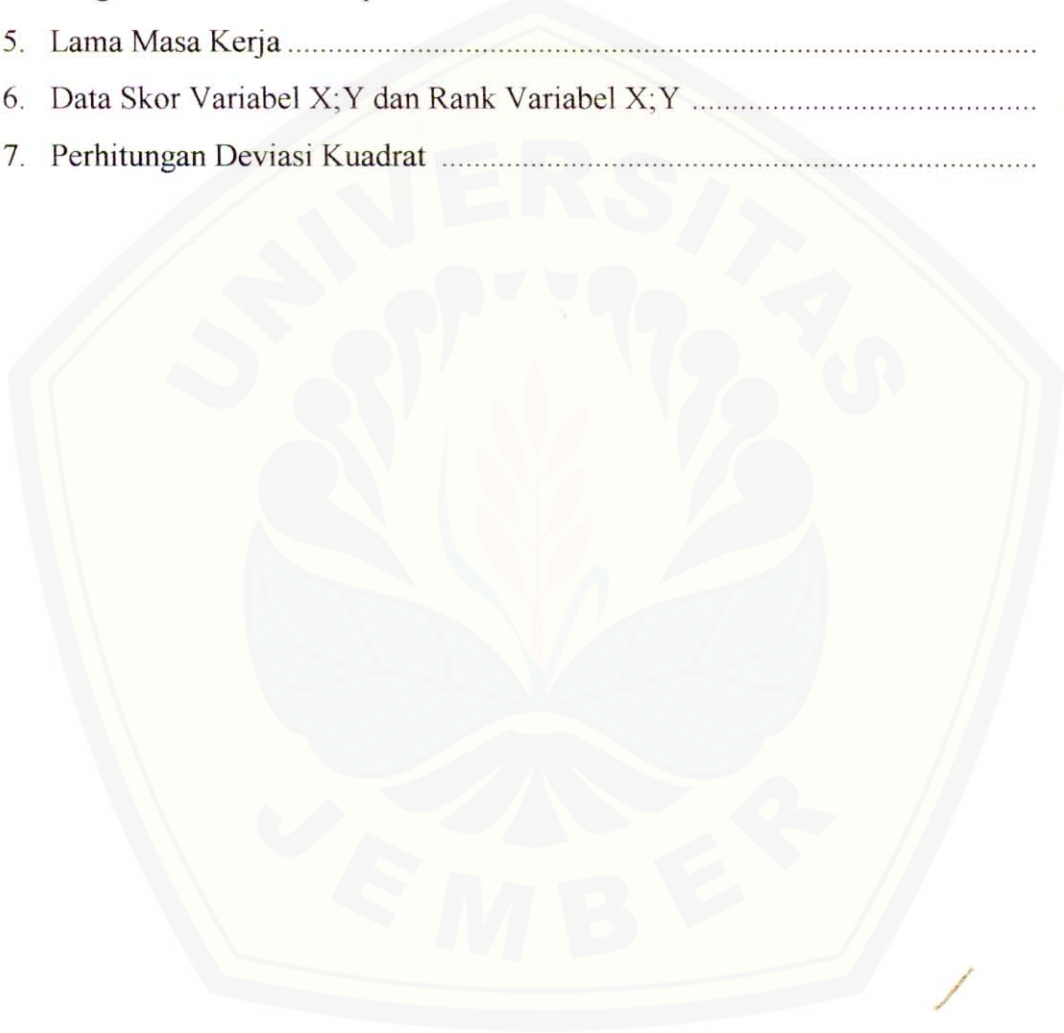 5. Lama Masa Kerja ..........................................................................................
6. Data Skor Variabel X;Y dan Rank Variabel X;Y ..........................................
7. Perhitungan Deviasi Kuadrat .........................................................................
UNIVERSITAS
JEMBER